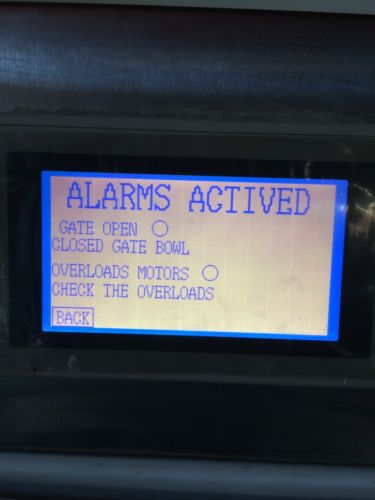 ALARMS ACTIVED
GATE OPEN
CLOSED GATE BOWL
OVERLOADS MOTORS
CHECK THE OVERLOADS
BACK